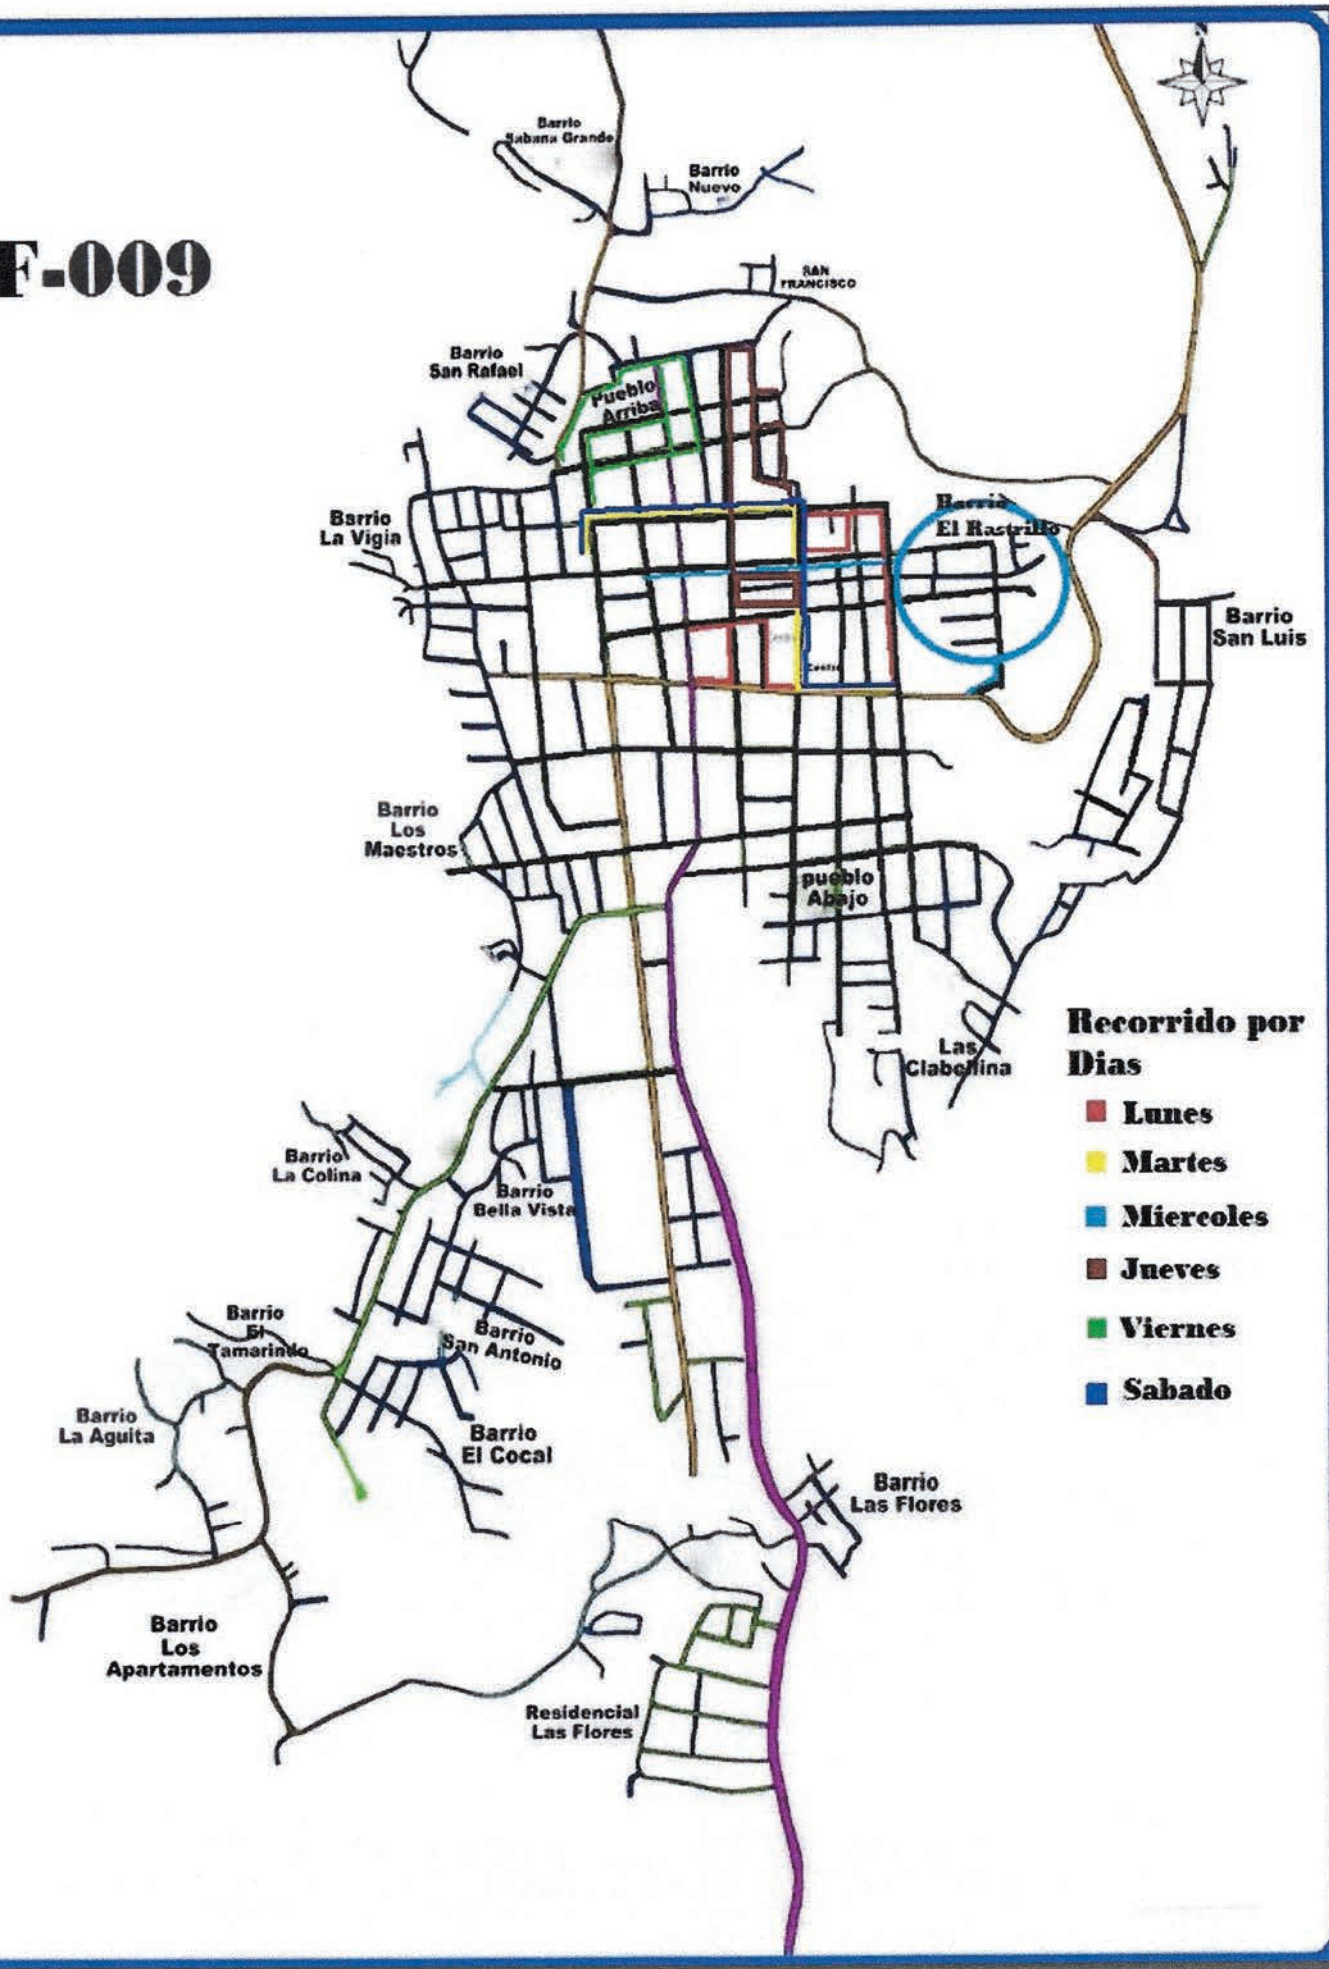 N
Barrio
Sabana Grande
Barrio
Nuevo
F-009
SAN
FRANCISCO
Barrio
San Rafael
Pueblo
Arriba
Barrio
La Vigia
Barrio
El Rastrillo
Barrio
San Luis
Centro
Barrio
Los
Maestros
pueblo
Abajo
Las
Clabellina
Recorrido por
Dias
Lunes
Martes
Miercoles
Jueves
Viernes
Sabado
Barrio
La Colina
Barrio
Bella Vista
Barrio
El
Tamarindo
Barrio
San Antonio
Barrio
La Aguita
Barrio
El Cocal
Barrio
Las Flores
Barrio
Los
Apartamentos
Residencial
Las Flores